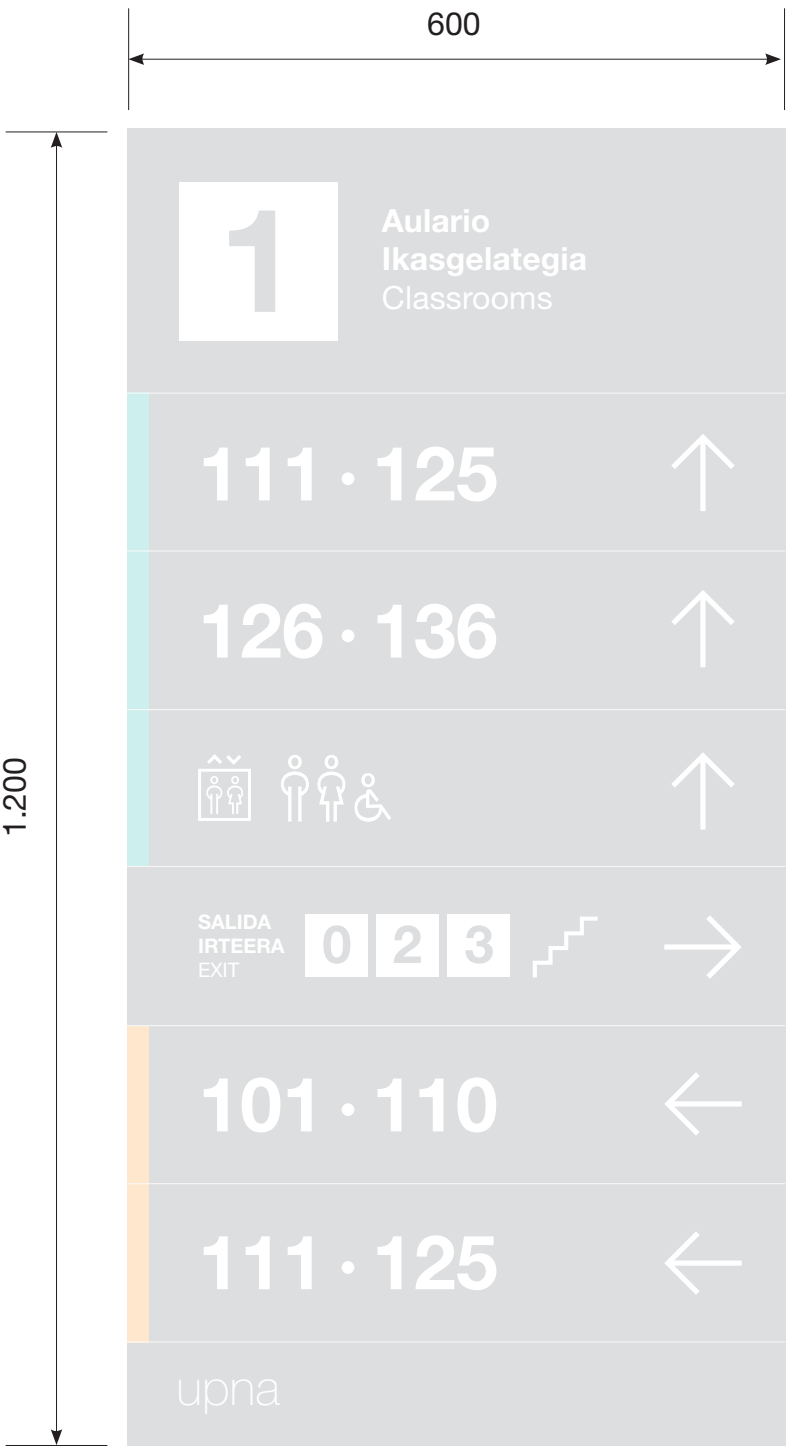 600
1.200
1
Aulario
Ikasgelategia
Classrooms
111 · 125
126 · 136
SALIDA
IRTEERA
EXIT
0 2 3
101 · 110
111 · 125
upna